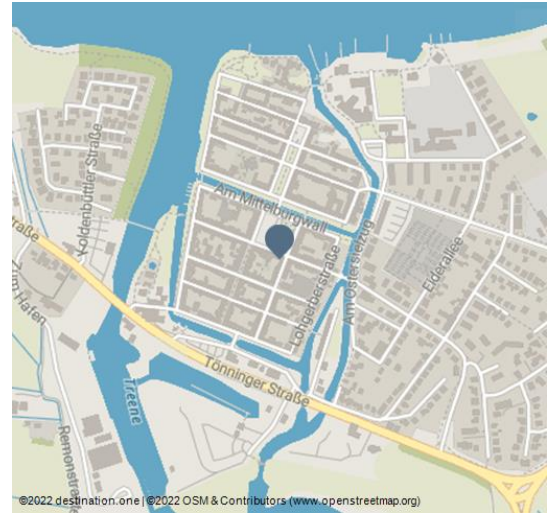 Koldenbüttler Straße
Straße
Zum Hafen
Remonstraße
Treene
Am Mittelburgwall
Lohgerberstraße
Am Ostersielzug
Eiderallee
Tönninger Straße
©2022 destination.one | ©2022 OSM & Contributors (www.openstreetmap.org)